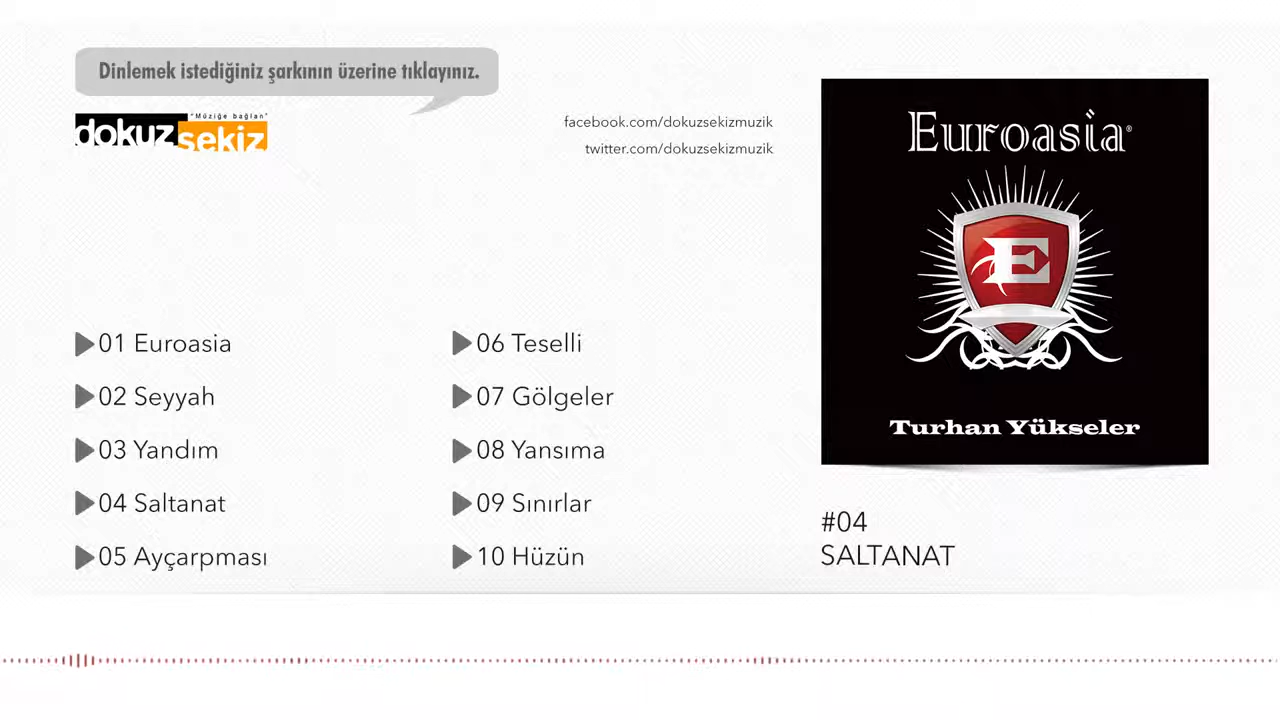 Dinlemek istediğiniz şarkının üzerine tıklayınız.
"Müziğe bağlan"
dokuz sekiz
facebook.com/dokuzsekizmuzik
twitter.com/dokuzsekizmuzik
01 Euroasia
02 Seyyah
03 Yandım
04 Saltanat
05 Ayçarpması
06 Teselli
07 Gölgeler
08 Yansıma
09 Sınırlar
10 Hüzün
Euroasia®
E
Turhan Yükseler
#04
SALTANAT